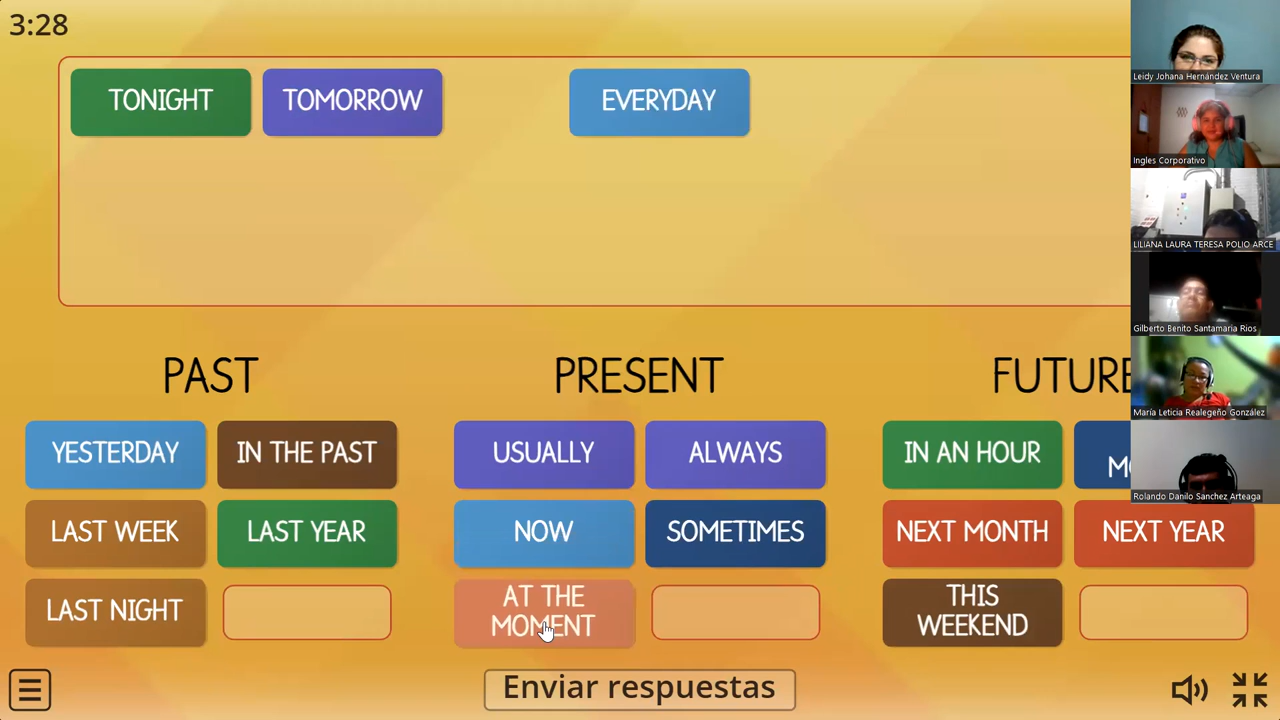 3:28
TONIGHT
TOMORROW
EVERYDAY
Leidy Johana Hernández Ventura
Ingles Corporativo
LILIANA LAURA TERESA POLIO ARCE
Gilberto Benito Santamaria Rios
María Leticia Realegeño González
Rolando Danilo Sanchez Arteaga
PAST
PRESENT
FUTURE
YESTERDAY
IN THE PAST
USUALLY
ALWAYS
IN AN HOUR
LAST WEEK
LAST YEAR
NOW
SOMETIMES
NEXT MONTH
NEXT YEAR
LAST NIGHT
AT THE
MOMENT
THIS
WEEKEND
Enviar respuestas